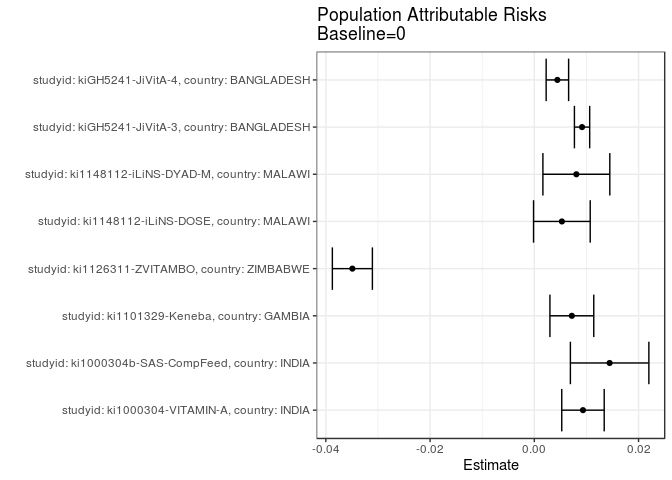 Population Attributable Risks
Baseline=0
studyid: kiGH5241-JiVitA-4, country: BANGLADESH
studyid: kiGH5241-JiVitA-3, country: BANGLADESH
studyid: ki1148112-iLiNS-DYAD-M, country: MALAWI
studyid: ki1148112-iLiNS-DOSE, country: MALAWI
studyid: ki1126311-ZVITAMBO, country: ZIMBABWE
studyid: ki1101329-Keneba, country: GAMBIA
studyid: ki1000304b-SAS-CompFeed, country: INDIA
studyid: ki1000304-VITAMIN-A, country: INDIA
-0.04 -0.02 0.00 0.02
Estimate